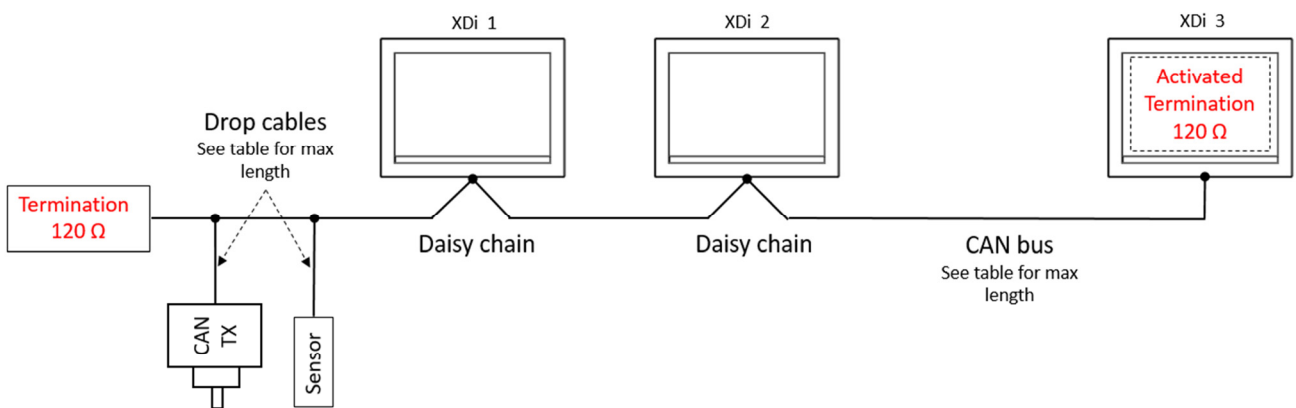 XDi 1
XDi 2
XDi 3
Activated
Termination
120 Ω
Drop cables
See table for max
length
Termination
120 Ω
Daisy chain
Daisy chain
CAN bus
See table for max
length
CAN
TX
Sensor